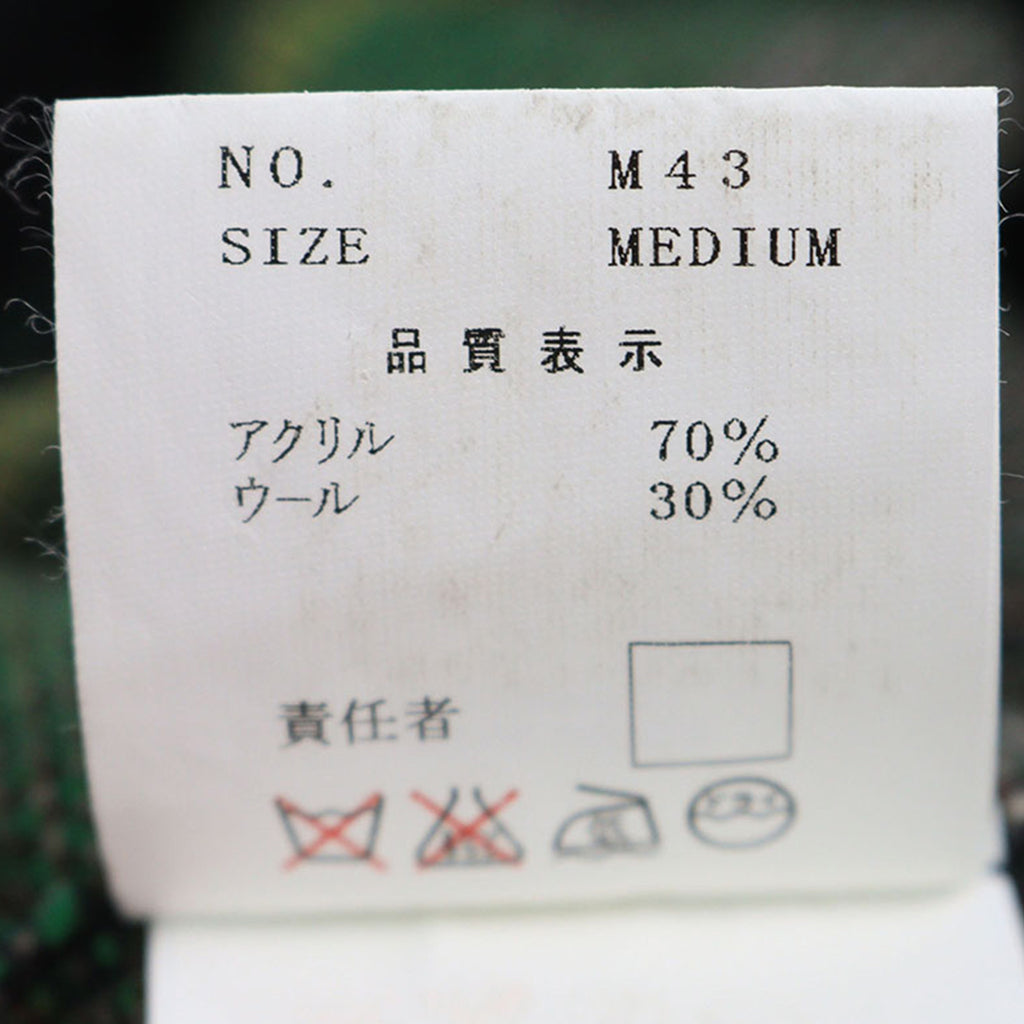 NO. M43
SIZE MEDIUM
品質表示
アクリル 70%
ウール 30%
責任者